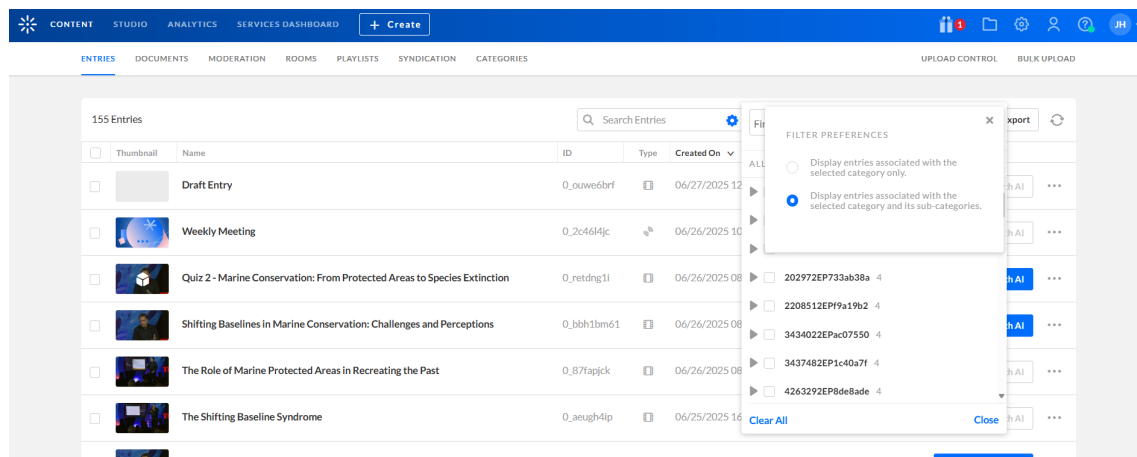 CONTENT STUDIO ANALYTICS SERVICES DASHBOARD + Create 1 JH
ENTRIES DOCUMENTS MODERATION ROOMS PLAYLISTS SYNDICATION CATEGORIES UPLOAD CONTROL BULK UPLOAD
155 Entries Search Entries
Thumbnail Name ID Type Created On
Draft Entry 0_ouwe6brf 06/27/2025 12
Weekly Meeting 0_2c46l4jc 06/26/2025 10
Quiz 2 - Marine Conservation: From Protected Areas to Species Extinction 0_retdng1i 06/26/2025 08
Shifting Baselines in Marine Conservation: Challenges and Perceptions 0_bbh1bm61 06/26/2025 08
The Role of Marine Protected Areas in Recreating the Past 0_87fapjck 06/26/2025 08
The Shifting Baseline Syndrome 0_aeugh4ip 06/25/2025 16
FILTER PREFERENCES
Display entries associated with the
selected category only.
Display entries associated with the
selected category and its sub-categories.
202972EP733ab38a 4
2208512EPf9a19b2 4
3434022EPac07550 4
3437482EP1c40a7f 4
4263292EP8de8ade 4
Clear All Close